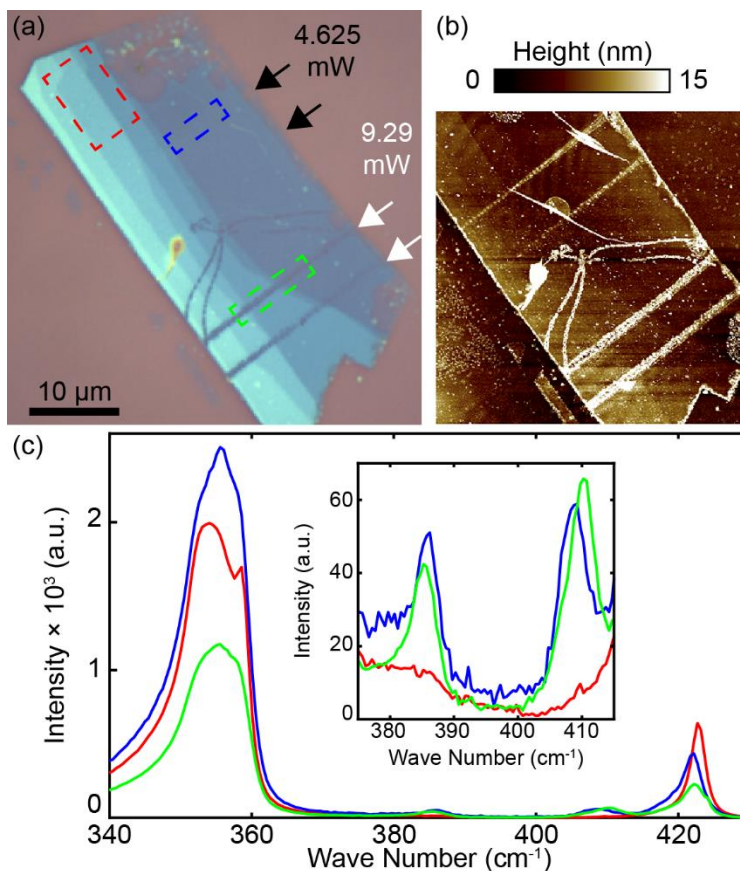 (a)
4.625
mW
9.29
mW
10 µm
(b)
Height (nm)
0
15
(c)
Intensity × 10³ (a.u.)
2
1
0
340
360
380
400
420
Wave Number (cm⁻¹)
Intensity (a.u.)
60
40
20
0
380
390
400
410
Wave Number (cm⁻¹)